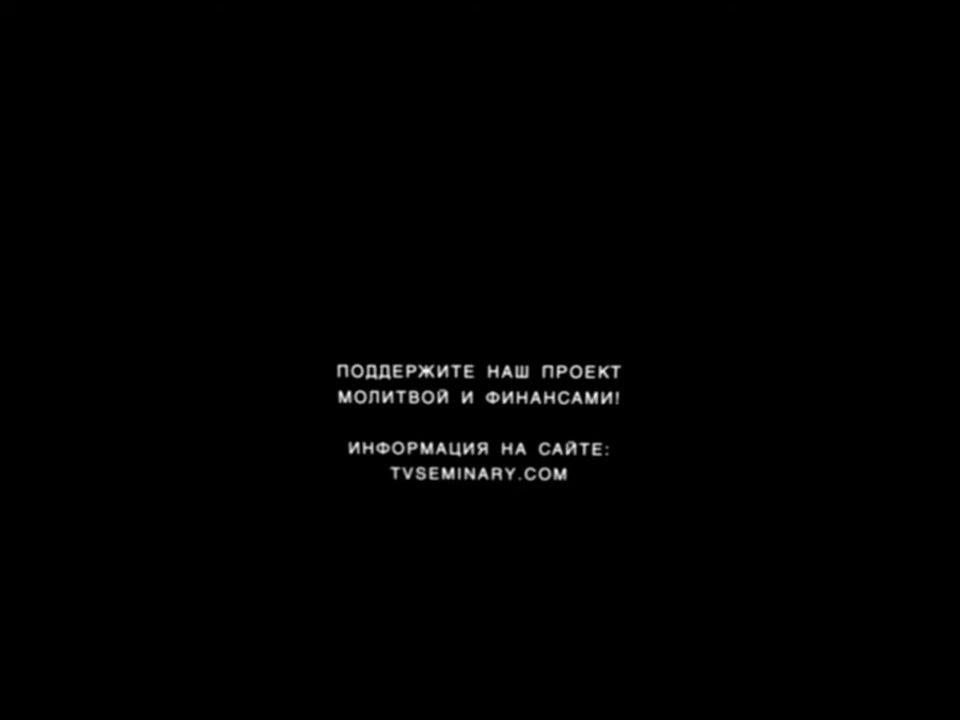 ПОДДЕРЖИТЕ НАШ ПРОЕКТ
МОЛИТВОЙ И ФИНАНСАМИ!
ИНФОРМАЦИЯ НА САЙТЕ:
TVSEMINARY.COM